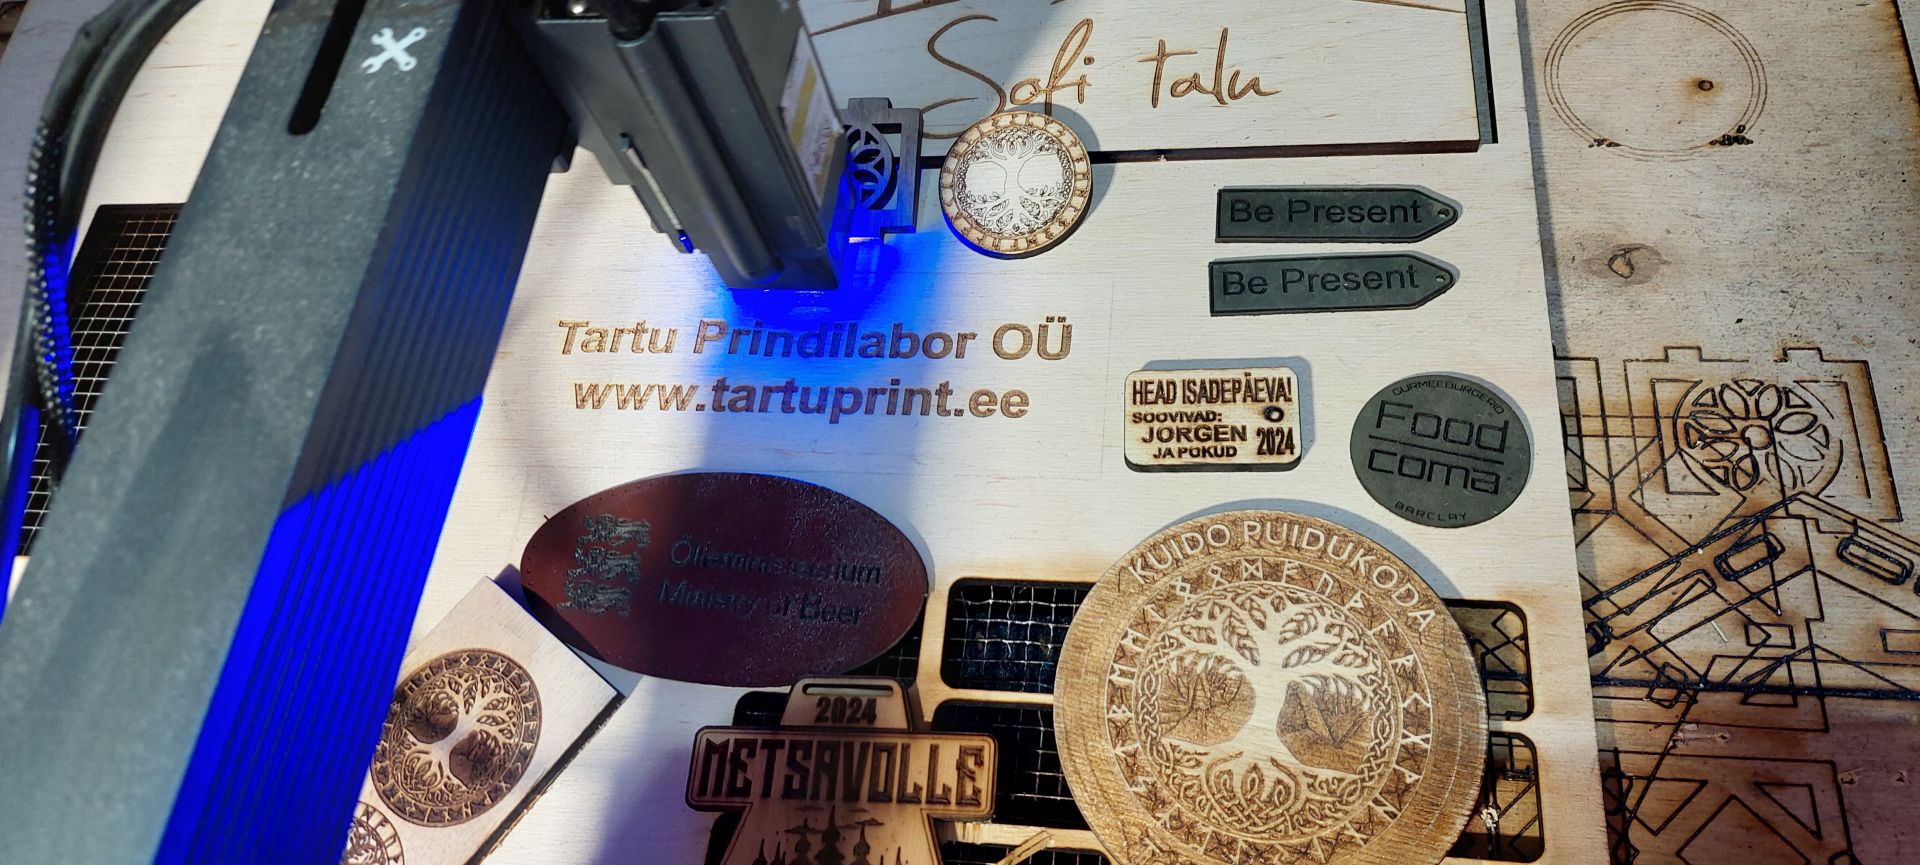 Sofi talu
Be Present
Be Present
Tartu Prindilabor OÜ
www.tartuprint.ee
HEAD ISADEPÄEVA!
SOOVIVAD:
JORGEN
JA POKUD
2024
GURMEEBURGERID
Food
coma
BARCLAY
Õlleministeerium
Ministry of Beer
KUIDO PUIDUKODA
2024
METSAVOLLE